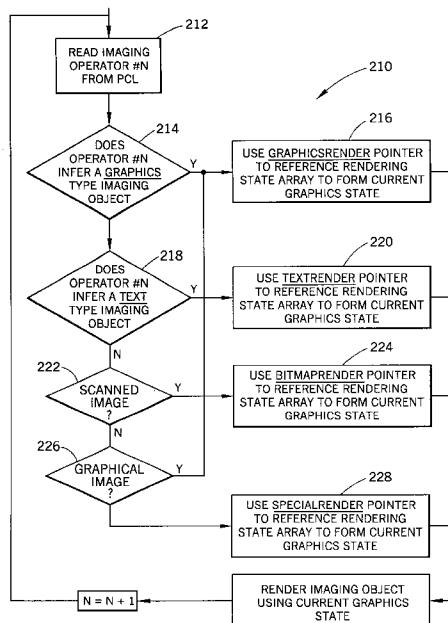 212
READ IMAGING
OPERATOR #N
FROM PCL
210
214
DOES
OPERATOR #N
INFER A GRAPHICS
TYPE IMAGING
OBJECT
Y
216
USE GRAPHICSRENDER POINTER
TO REFERENCE RENDERING
STATE ARRAY TO FORM CURRENT
GRAPHICS STATE
218
DOES
OPERATOR #N
INFER A TEXT
TYPE IMAGING
OBJECT
Y
N
220
USE TEXTRENDER POINTER
TO REFERENCE RENDERING
STATE ARRAY TO FORM CURRENT
GRAPHICS STATE
222
SCANNED
IMAGE
?
Y
N
224
USE BITMAPRENDER POINTER
TO REFERENCE RENDERING
STATE ARRAY TO FORM CURRENT
GRAPHICS STATE
226
GRAPHICAL
IMAGE
?
Y
228
USE SPECIALRENDER POINTER
TO REFERENCE RENDERING
STATE ARRAY TO FORM CURRENT
GRAPHICS STATE
RENDER IMAGING OBJECT
USING CURRENT GRAPHICS
STATE
N = N + 1